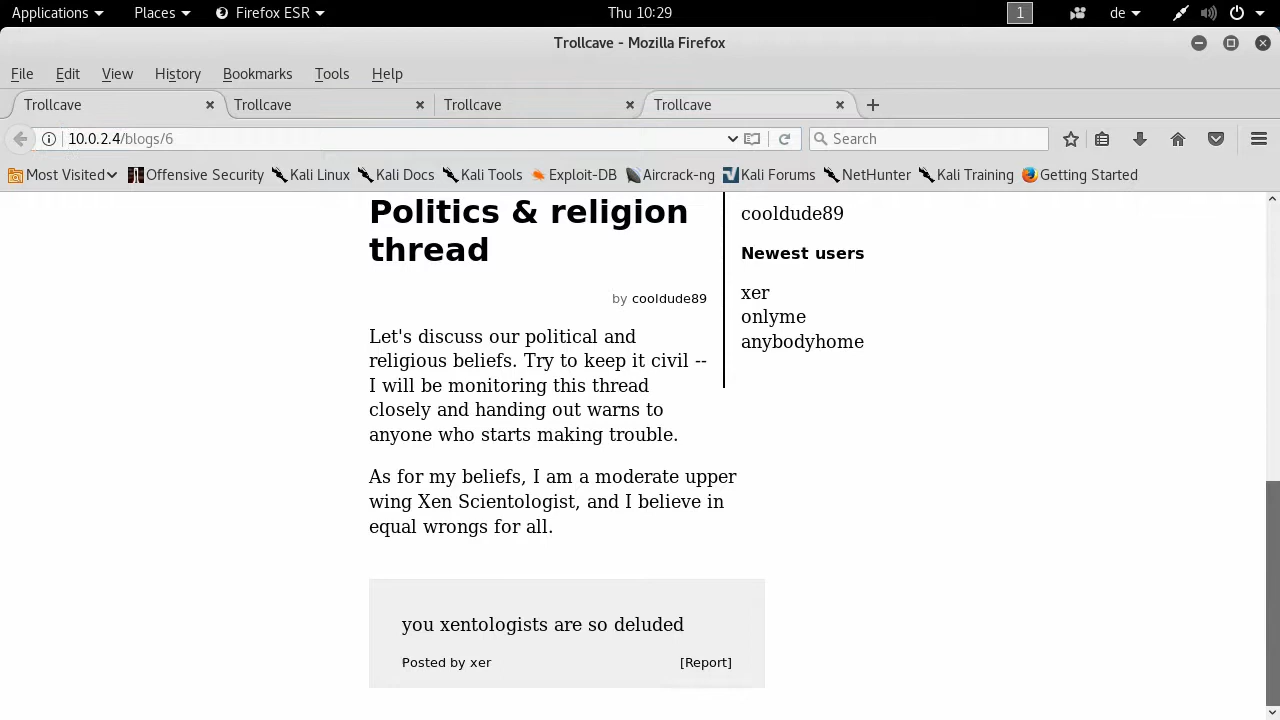 Applications Places Firefox ESR Thu 10:29 1 de
Trollcave - Mozilla Firefox
File Edit View History Bookmarks Tools Help
Trollcave Trollcave Trollcave Trollcave
10.0.2.4/blogs/6 Search
Most Visited Offensive Security Kali Linux Kali Docs Kali Tools Exploit-DB Aircrack-ng Kali Forums NetHunter Kali Training Getting Started
Politics & religion
thread
by cooldude89
Let's discuss our political and
religious beliefs. Try to keep it civil --
I will be monitoring this thread
closely and handing out warns to
anyone who starts making trouble.
As for my beliefs, I am a moderate upper
wing Xen Scientologist, and I believe in
equal wrongs for all.
you xentologists are so deluded
Posted by xer [Report]
cooldude89
Newest users
xer
onlyme
anybodyhome